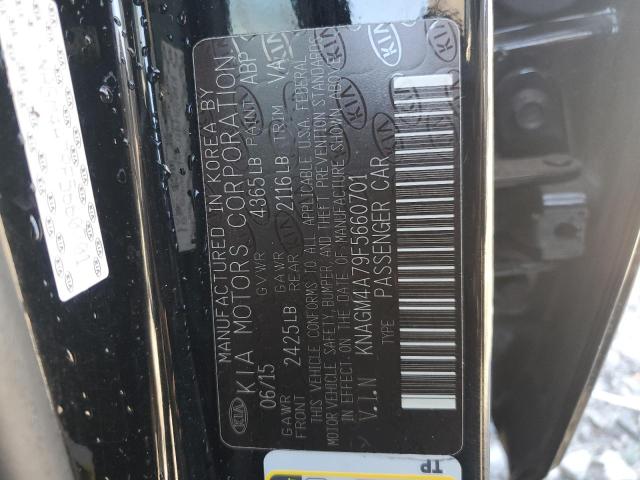 MANUFACTURED IN KOREA BY
KIA KIA MOTORS CORPORATION
06/15 GVWR 4365LB PAINT ABP
GAWR FRONT 2425LB GAWR REAR 2116LB TRIM VA
THIS VEHICLE CONFORMS TO ALL APPLICABLE U.S.A. FEDERAL
MOTOR VEHICLE SAFETY, BUMPER AND THEFT PREVENTION STANDARDS
IN EFFECT ON THE DATE OF MANUFACTURE SHOWN ABOVE
V.I.N KNAGM4A79F5660701
TYPE PASSENGER CAR
TP